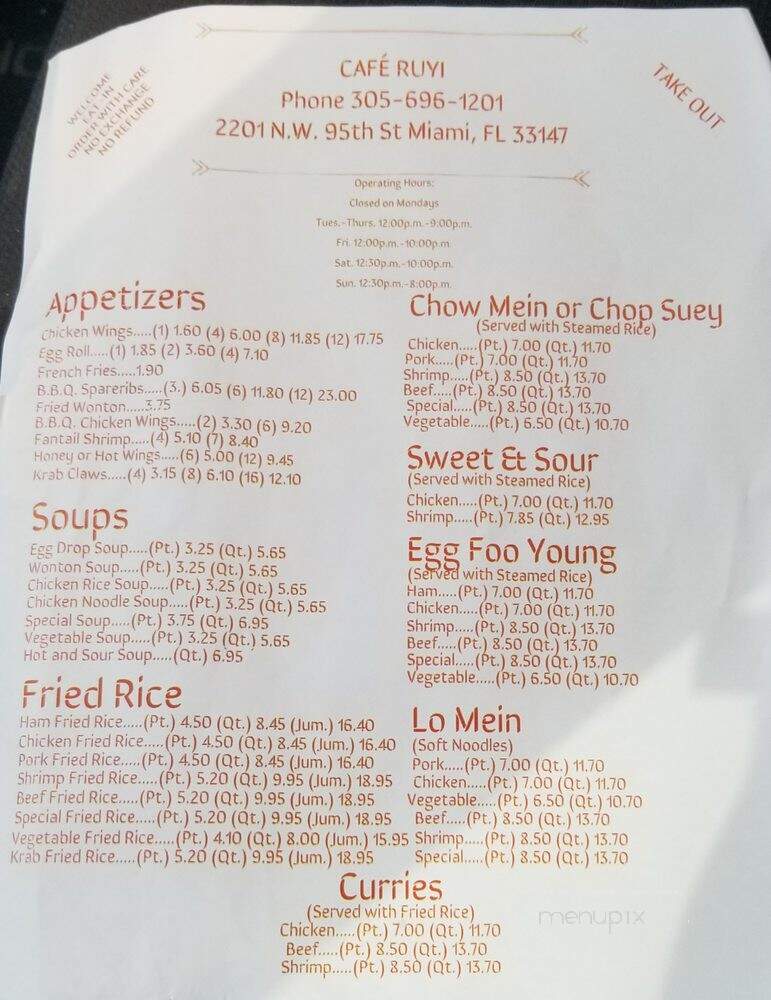 WELCOME
EAT IN
ORDER WITH CARE
NO EXCHANGE
NO REFUND
CAFÉ RUYI
Phone 305-696-1201
2201 N.W. 95th St Miami, FL 33147
TAKE OUT
Operating Hours:
Closed on Mondays
Tues.-Thurs. 12:00p.m.-9:00p.m.
Fri. 12:00p.m.-10:00p.m.
Sat. 12:30p.m.-10:00p.m.
Sun. 12:30p.m.-8:00p.m.
Appetizers
Chicken Wings.....(1) 1.60 (4) 6.00 (8) 11.85 (12) 17.75
Egg Roll.....(1) 1.85 (2) 3.60 (4) 7.10
French Fries.....1.90
B.B.Q. Spareribs.....(3.) 6.05 (6) 11.80 (12) 23.00
Fried Wonton.....3.75
B.B.Q. Chicken Wings.....(2) 3.30 (6) 9.20
Fantail Shrimp.....(4) 5.10 (7) 8.40
Honey or Hot Wings.....(6) 5.00 (12) 9.45
Krab Claws.....(4) 3.15 (8) 6.10 (16) 12.10
Soups
Egg Drop Soup.....(Pt.) 3.25 (Qt.) 5.65
Wonton Soup.....(Pt.) 3.25 (Qt.) 5.65
Chicken Rice Soup.....(Pt.) 3.25 (Qt.) 5.65
Chicken Noodle Soup.....(Pt.) 3.25 (Qt.) 5.65
Special Soup.....(Pt.) 3.75 (Qt.) 6.95
Vegetable Soup.....(Pt.) 3.25 (Qt.) 5.65
Hot and Sour Soup.....(Qt.) 6.95
Fried Rice
Ham Fried Rice.....(Pt.) 4.50 (Qt.) 8.45 (Jum.) 16.40
Chicken Fried Rice.....(Pt.) 4.50 (Qt.) 8.45 (Jum.) 16.40
Pork Fried Rice.....(Pt.) 4.50 (Qt.) 8.45 (Jum.) 16.40
Shrimp Fried Rice.....(Pt.) 5.20 (Qt.) 9.95 (Jum.) 18.95
Beef Fried Rice.....(Pt.) 5.20 (Qt.) 9.95 (Jum.) 18.95
Special Fried Rice.....(Pt.) 5.20 (Qt.) 9.95 (Jum.) 18.95
Vegetable Fried Rice.....(Pt.) 4.10 (Qt.) 8.00 (Jum.) 15.95
Krab Fried Rice.....(Pt.) 5.20 (Qt.) 9.95 (Jum.) 18.95
Chow Mein or Chop Suey
(Served with Steamed Rice)
Chicken.....(Pt.) 7.00 (Qt.) 11.70
Pork.....(Pt.) 7.00 (Qt.) 11.70
Shrimp.....(Pt.) 8.50 (Qt.) 13.70
Beef.....(Pt.) 8.50 (Qt.) 13.70
Special.....(Pt.) 8.50 (Qt.) 13.70
Vegetable.....(Pt.) 6.50 (Qt.) 10.70
Sweet & Sour
(Served with Steamed Rice)
Chicken.....(Pt.) 7.00 (Qt.) 11.70
Shrimp.....(Pt.) 7.85 (Qt.) 12.95
Egg Foo Young
(Served with Steamed Rice)
Ham.....(Pt.) 7.00 (Qt.) 11.70
Chicken.....(Pt.) 7.00 (Qt.) 11.70
Shrimp.....(Pt.) 8.50 (Qt.) 13.70
Beef.....(Pt.) 8.50 (Qt.) 13.70
Special.....(Pt.) 8.50 (Qt.) 13.70
Vegetable.....(Pt.) 6.50 (Qt.) 10.70
Lo Mein
(Soft Noodles)
Pork.....(Pt.) 7.00 (Qt.) 11.70
Chicken.....(Pt.) 7.00 (Qt.) 11.70
Vegetable.....(Pt.) 6.50 (Qt.) 10.70
Beef.....(Pt.) 8.50 (Qt.) 13.70
Shrimp.....(Pt.) 8.50 (Qt.) 13.70
Special.....(Pt.) 8.50 (Qt.) 13.70
Curries
(Served with Fried Rice)
Chicken.....(Pt.) 7.00 (Qt.) 11.70
Beef.....(Pt.) 8.50 (Qt.) 13.70
Shrimp.....(Pt.) 8.50 (Qt.) 13.70
menupix